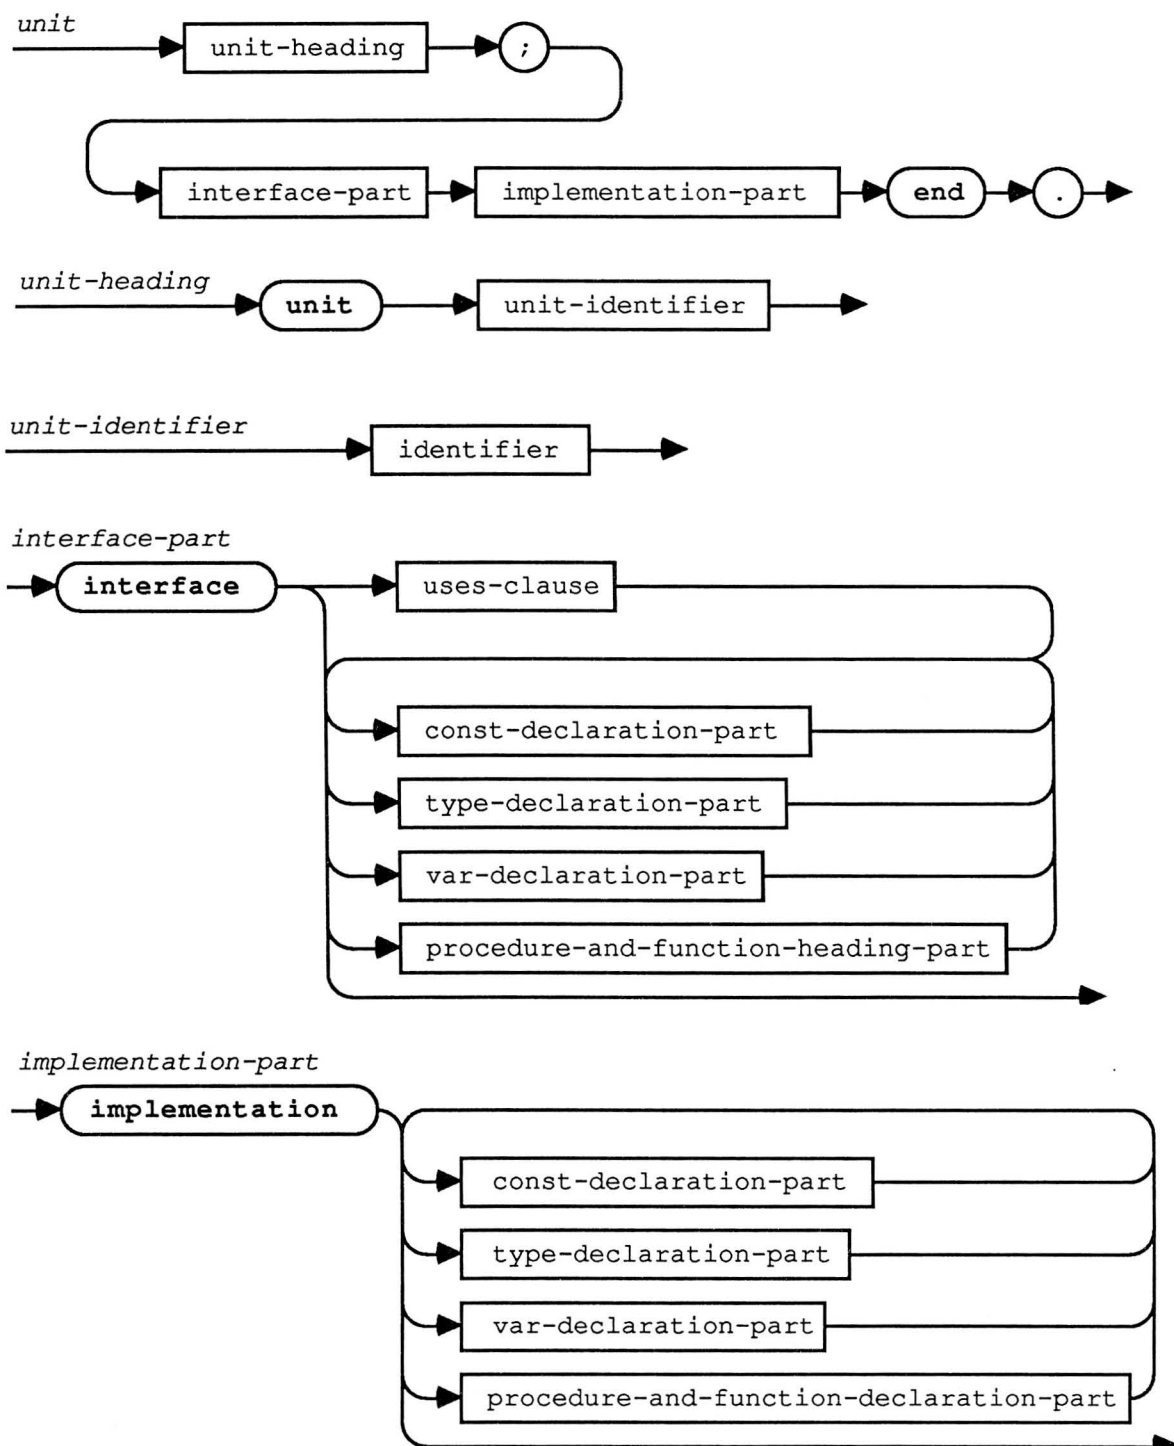 unit
unit-heading ;
interface-part implementation-part end .
unit-heading
unit unit-identifier
unit-identifier
identifier
interface-part
interface uses-clause
const-declaration-part
type-declaration-part
var-declaration-part
procedure-and-function-heading-part
implementation-part
implementation
const-declaration-part
type-declaration-part
var-declaration-part
procedure-and-function-declaration-part